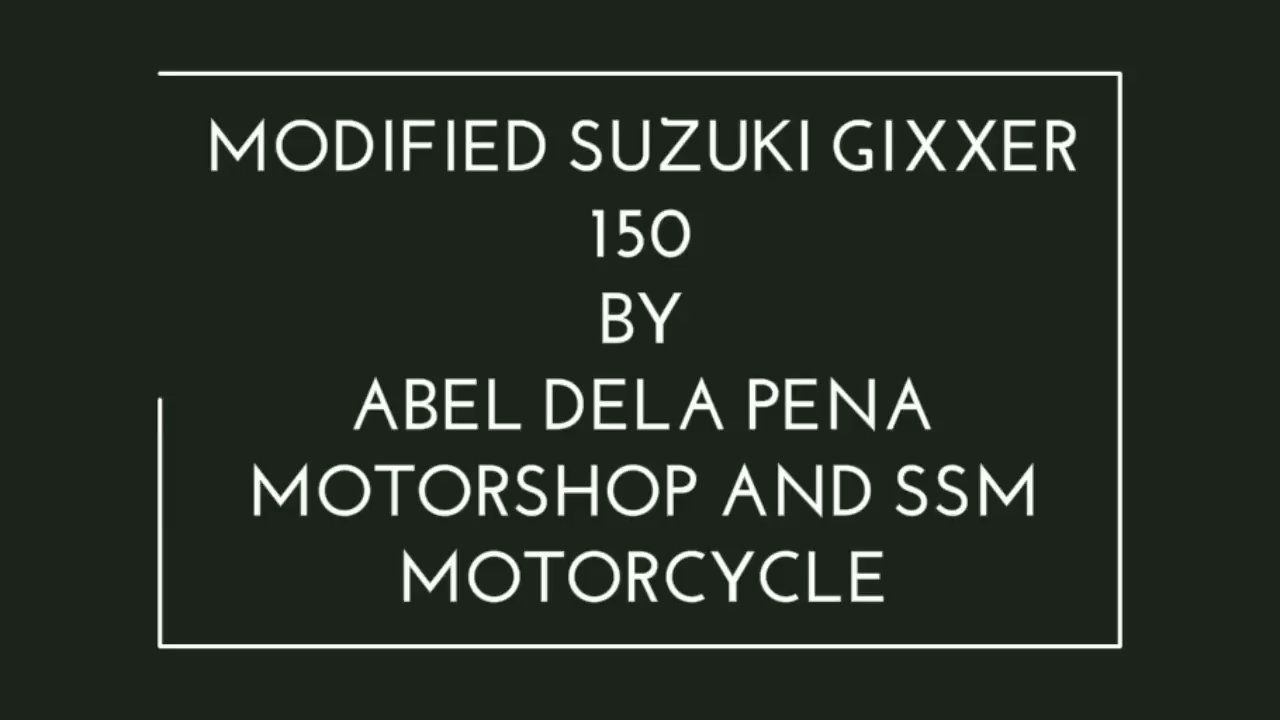 MODIFIED SUZUKI GIXXER
150
BY
ABEL DELA PENA
MOTORSHOP AND SSM
MOTORCYCLE